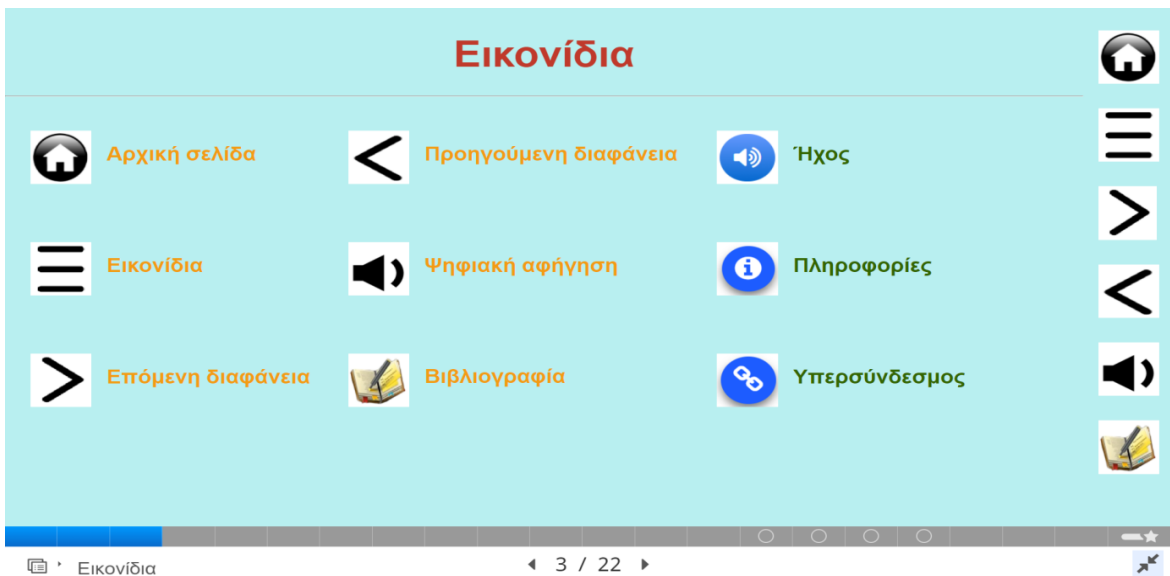 Εικονίδια
Αρχική σελίδα
Προηγούμενη διαφάνεια
Ήχος
Εικονίδια
Ψηφιακή αφήγηση
Πληροφορίες
Επόμενη διαφάνεια
Βιβλιογραφία
Υπερσύνδεσμος
Εικονίδια
3 / 22